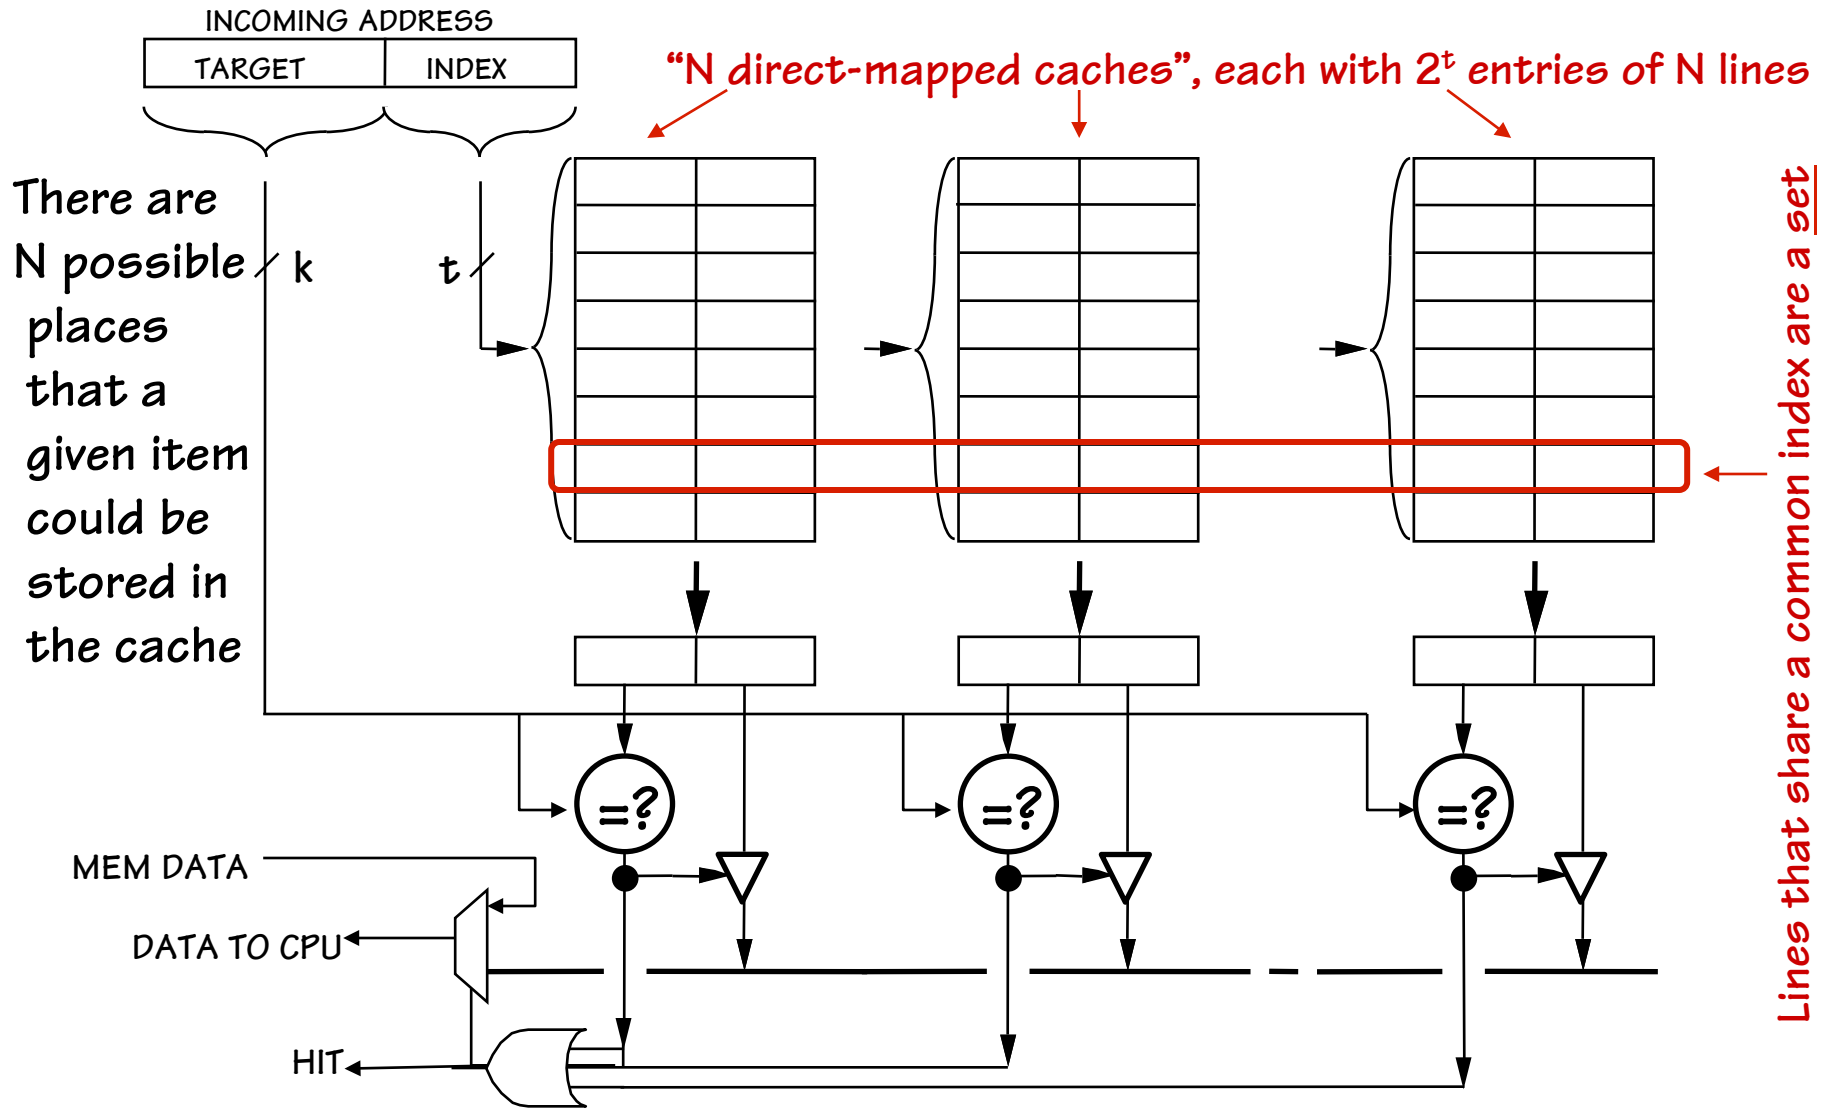 INCOMING ADDRESS
TARGET
INDEX
“N direct-mapped caches”, each with 2ᵗ entries of N lines
There are
N possible
places
that a
given item
could be
stored in
the cache
k
t
Lines that share a common index are a set
=?
=?
=?
MEM DATA
DATA TO CPU
HIT